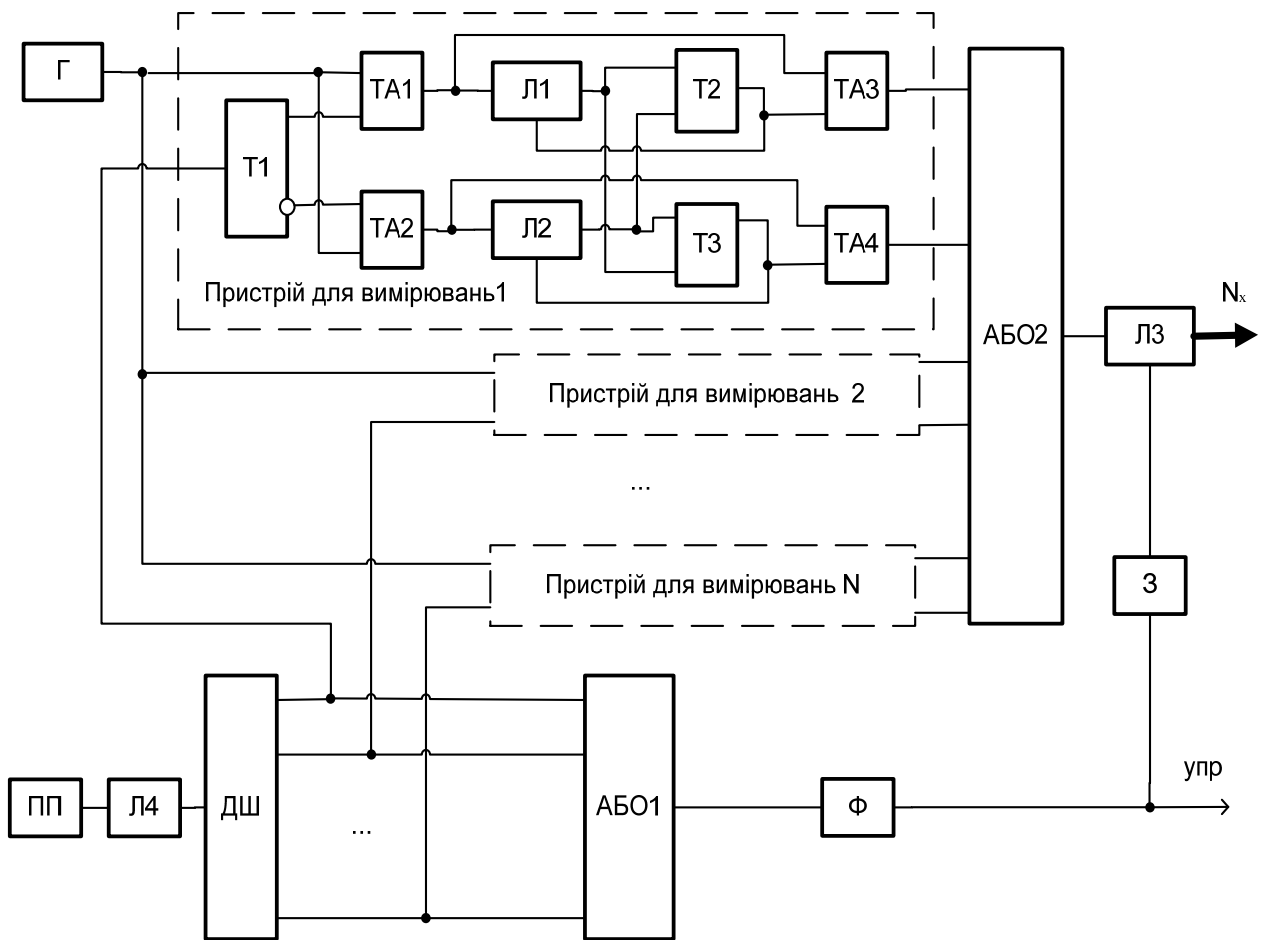 Г
Т1
ТА1
Л1
Т2
ТА3
ТА2
Л2
Т3
ТА4
Пристрій для вимірювань1
АБО2
Л3
Nx
Пристрій для вимірювань 2
...
Пристрій для вимірювань N
З
ПП
Л4
ДШ
...
АБО1
Ф
упр